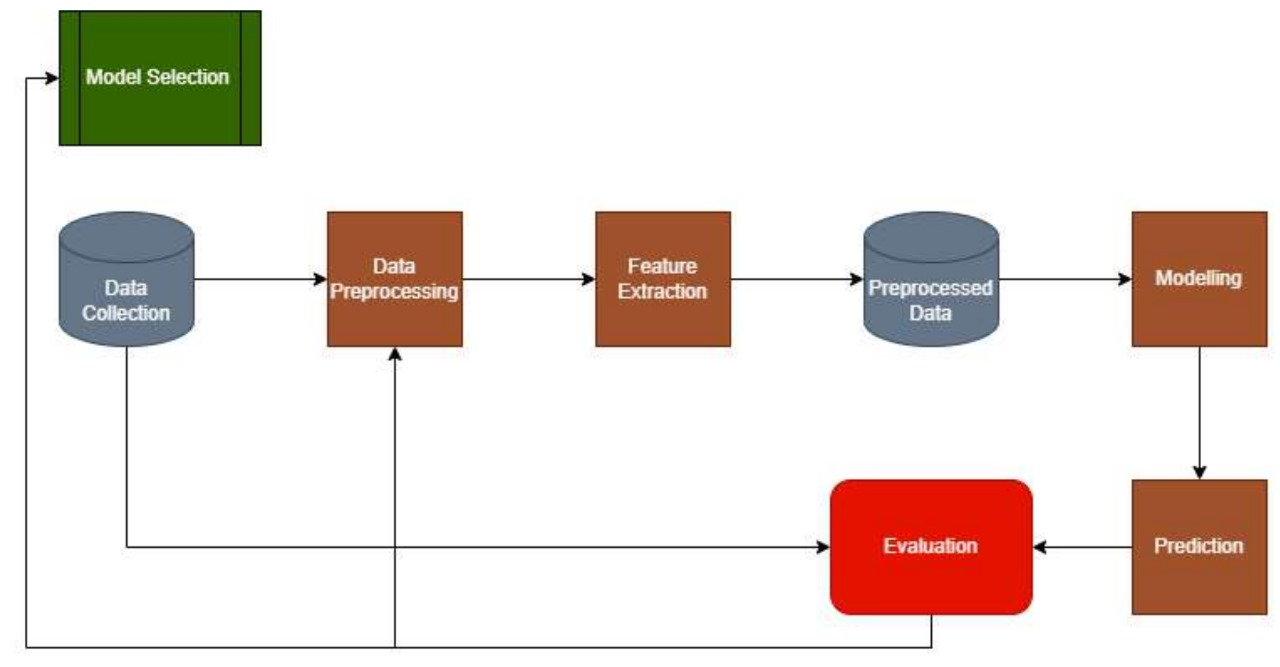 Model Selection
Data
Collection
Data
Preprocessing
Feature
Extraction
Preprocessed
Data
Modelling
Evaluation
Prediction